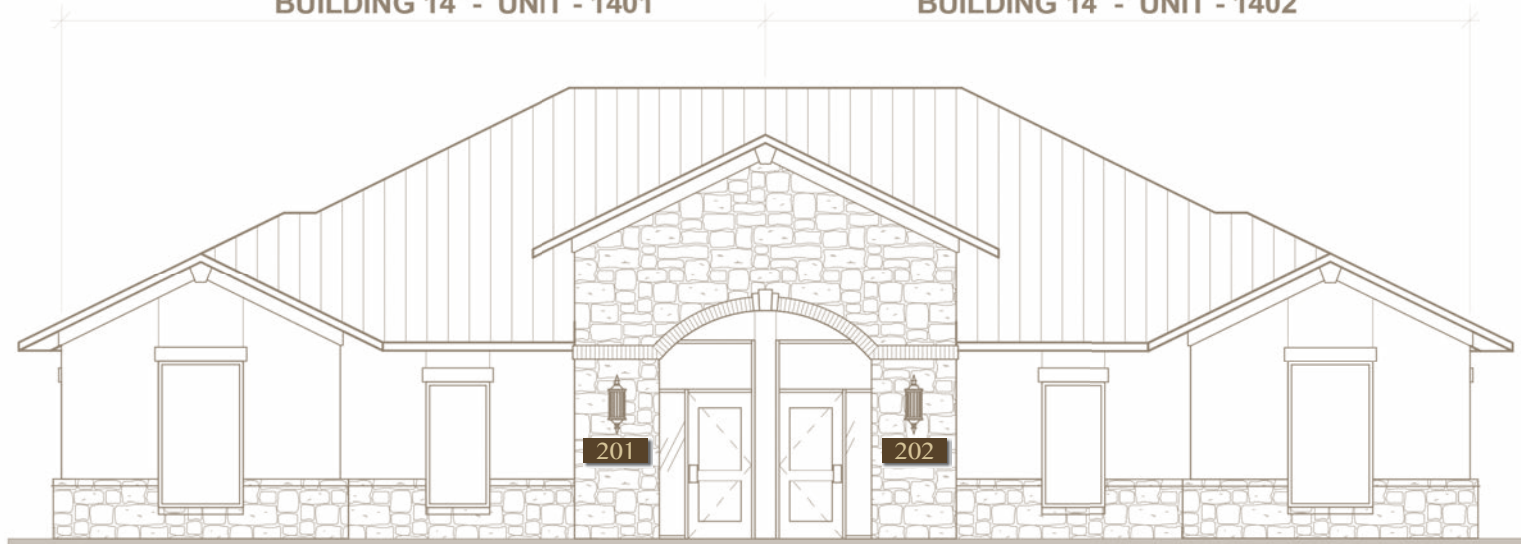 BUILDING 14 - UNIT - 1401
BUILDING 14 - UNIT - 1402
201
202